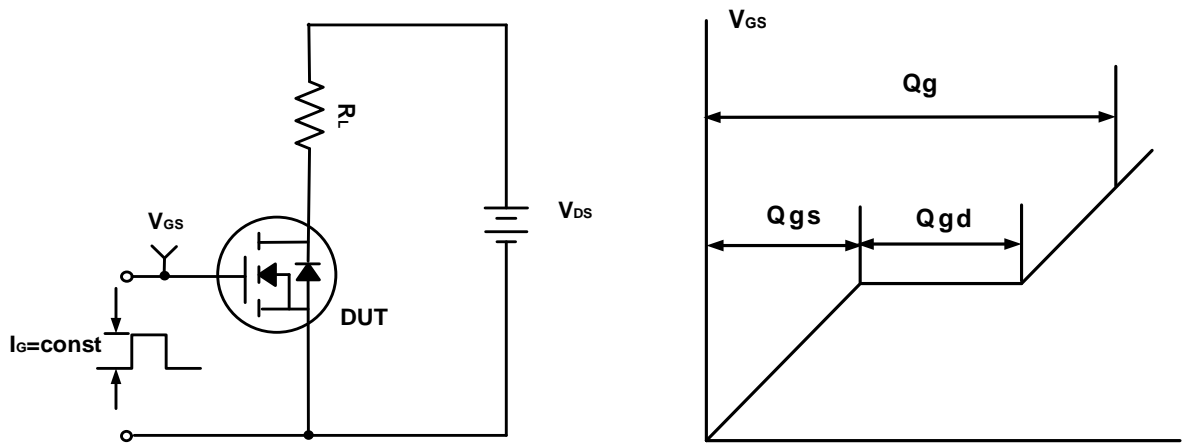 VGS
Qg
RL
VDS
Qgs
Qgd
VGS
DUT
IG=const